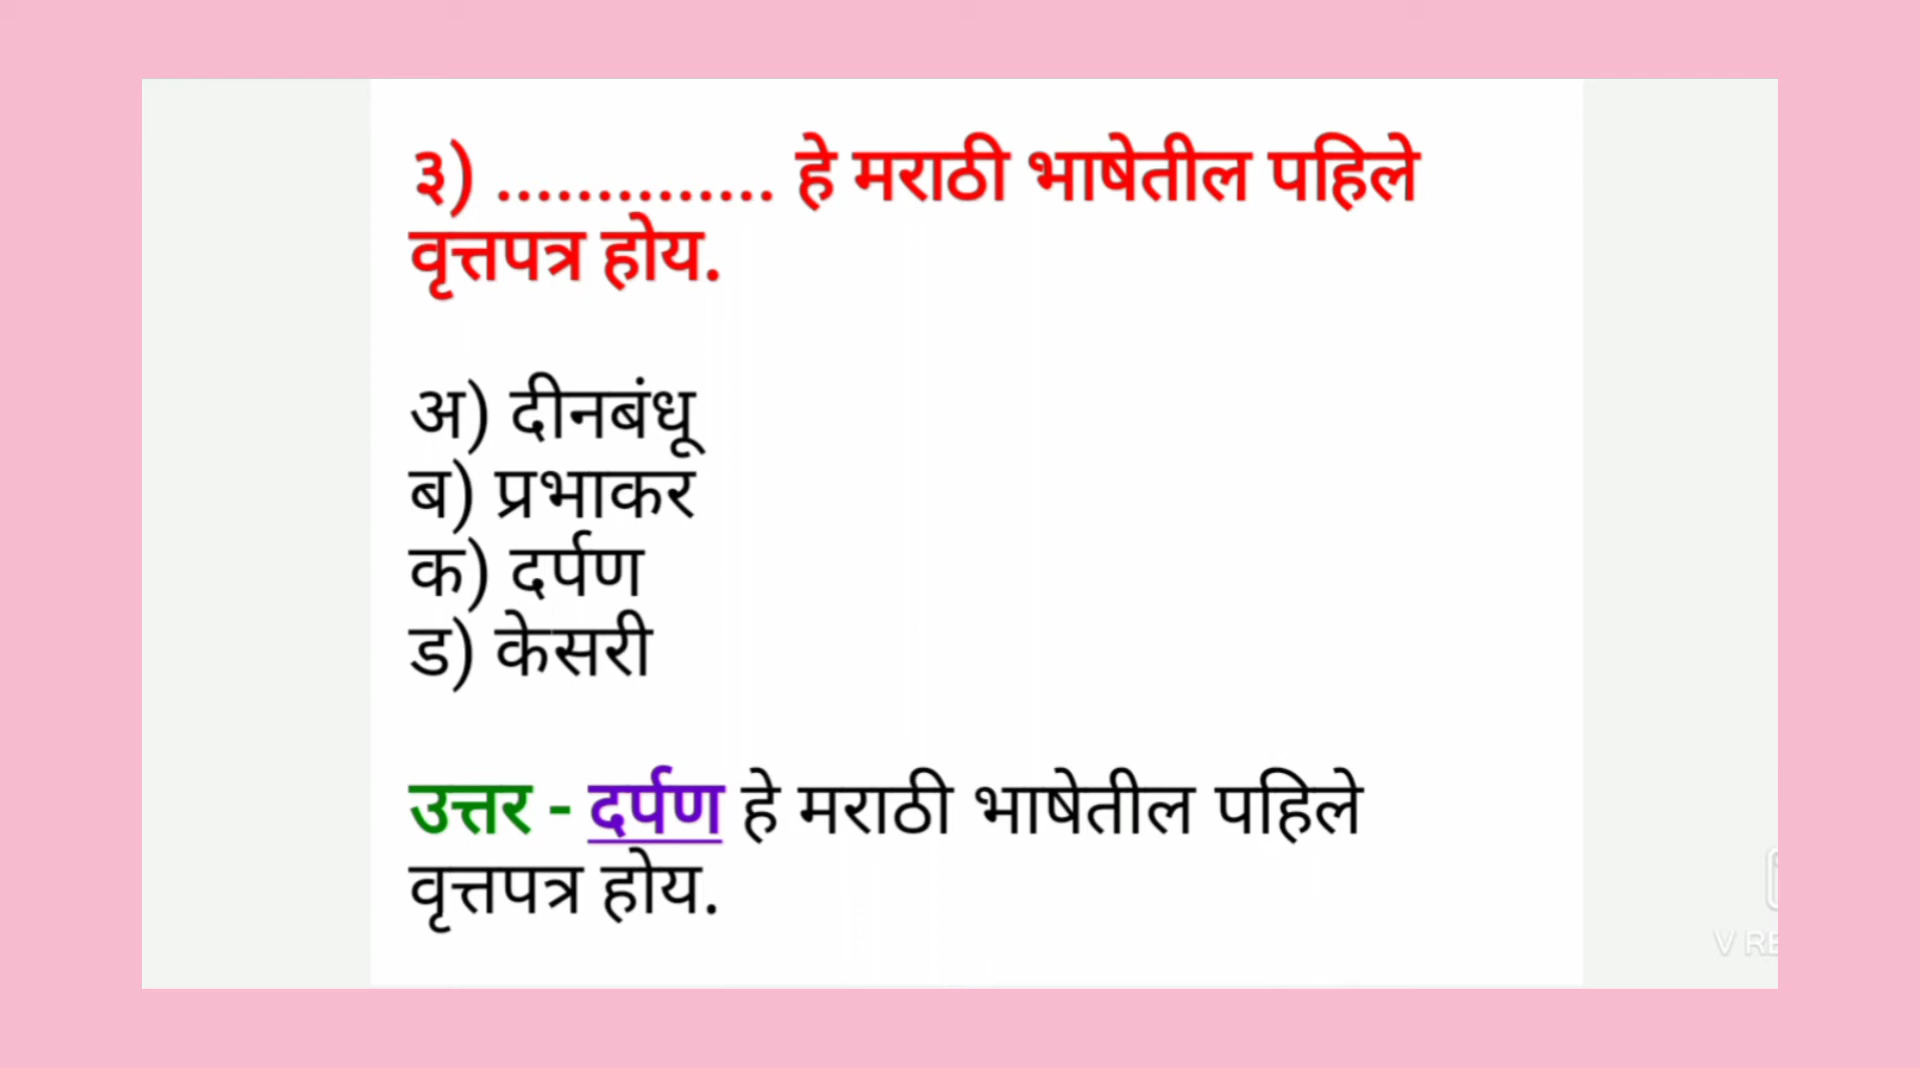 ३) .............. हे मराठी भाषेतील पहिले
वृत्तपत्र होय.
अ) दीनबंधू
ब) प्रभाकर
क) दर्पण
ड) केसरी
उत्तर - दर्पण हे मराठी भाषेतील पहिले
वृत्तपत्र होय.